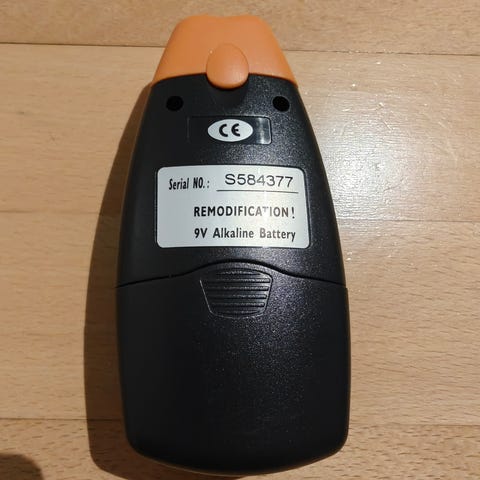 CE
Serial NO.: S584377
REMODIFICATION!
9V Alkaline Battery